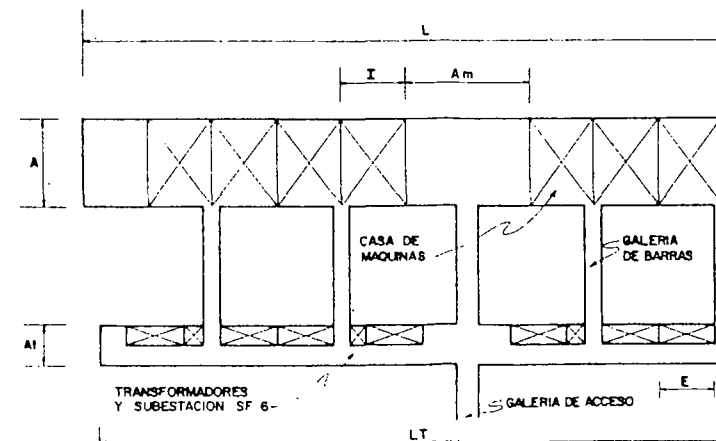 L
I
Am
A
CASA DE
MAQUINAS
GALERIA
DE BARRAS
At
E
TRANSFORMADORES
Y SUBESTACION SF 6-
GALERIA DE ACCESO
LT